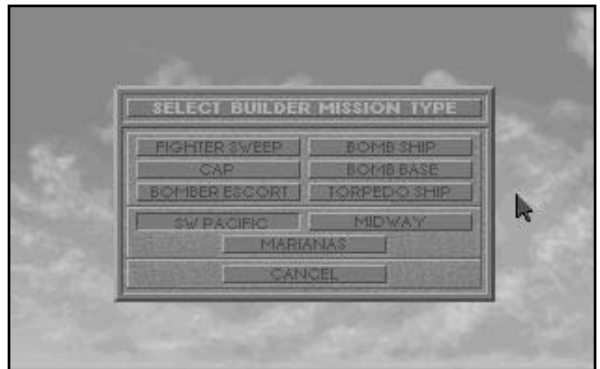 SELECT BUILDER MISSION TYPE
FIGHTER SWEEP BOMB SHIP
CAP BOMB BASE
BOMBER ESCORT TORPEDO SHIP
SW PACIFIC MIDWAY
MARIANAS
CANCEL